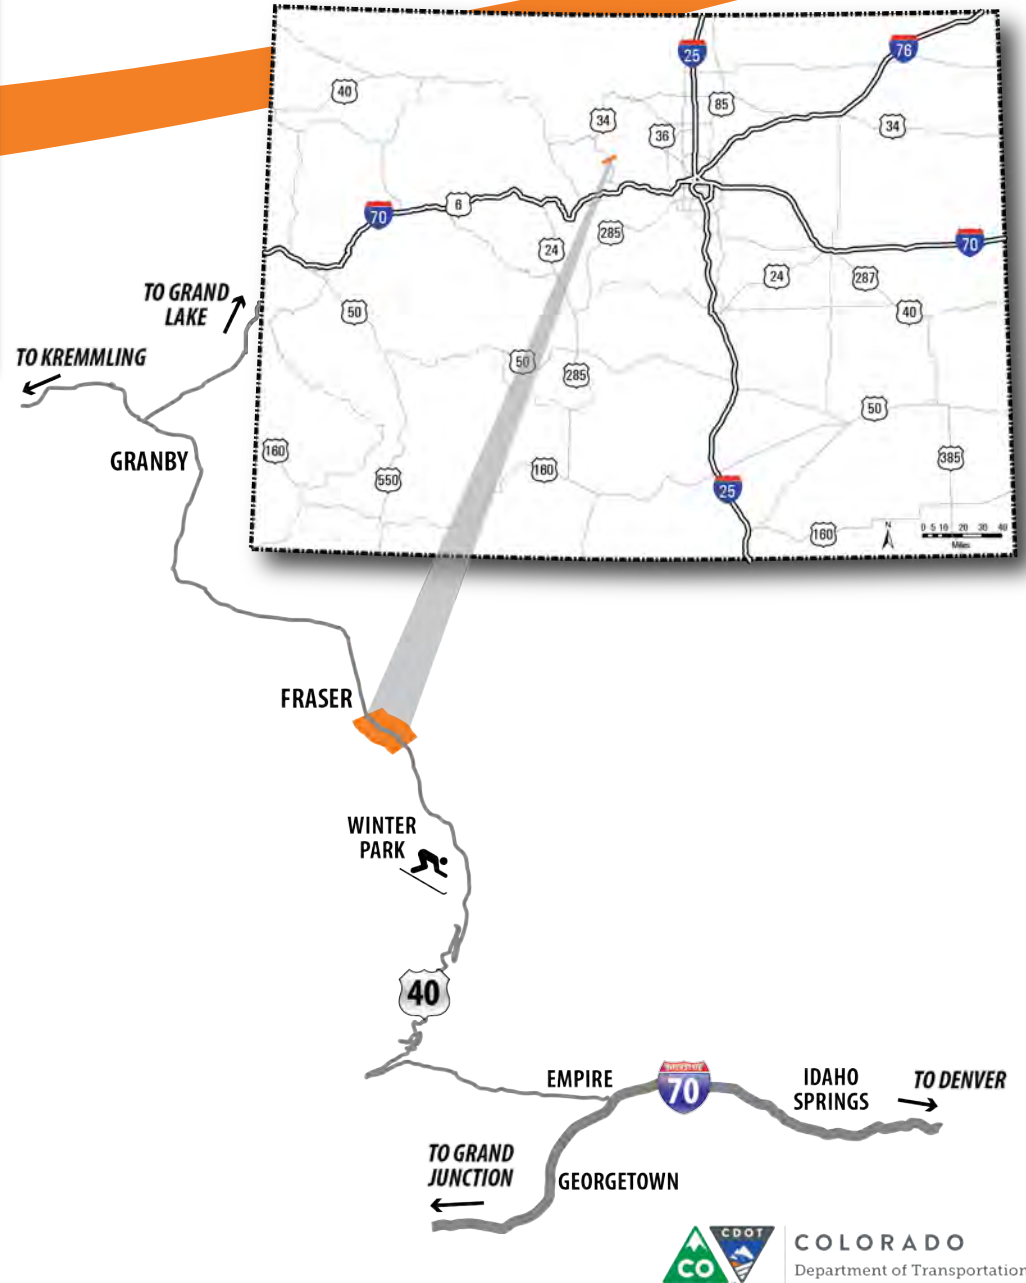 25
76
40
85
34
36
34
6
70
285
24
70
24
287
50
40
50
285
50
160
550
160
385
25
160
N
0 5 10 20 30 40
Miles
TO GRAND
LAKE
TO KREMMLING
GRANBY
FRASER
WINTER
PARK
40
EMPIRE
INTERSTATE
70
IDAHO
SPRINGS
TO DENVER
TO GRAND
JUNCTION
GEORGETOWN
CO
CDOT
COLORADO
Department of Transportation